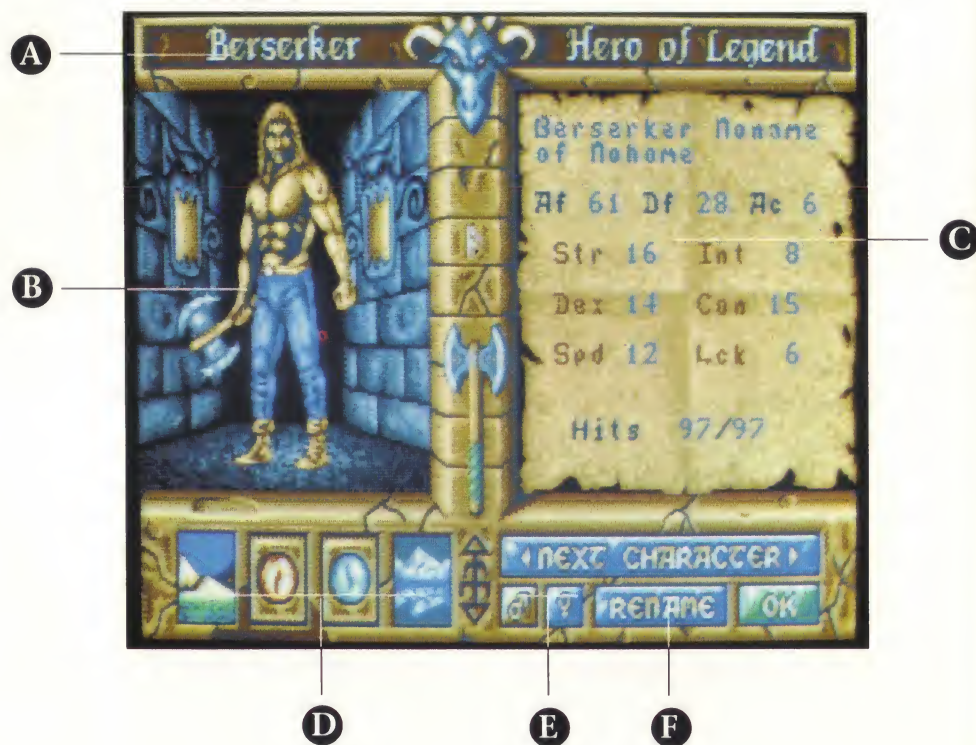 A
Berserker
Hero of Legend
Berserker Noname
of Nohome
Af 61 Df 28 Ac 6
C
Str 16 Int 8
B
Dex 14 Con 15
Spd 12 Lck 6
Hits 97/97
NEXT CHARACTER
♂ ♀ RENAME OK
D
E
F